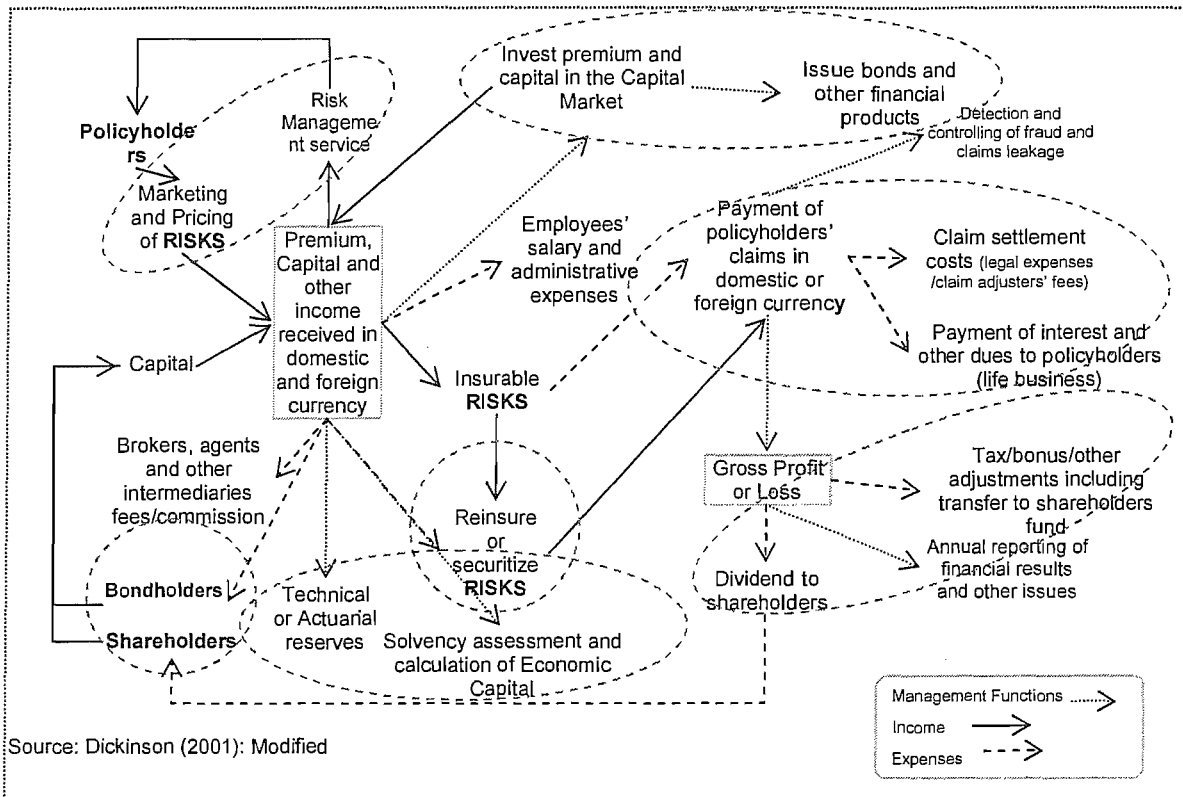 Invest premium and
capital in the Capital
Market
Issue bonds and
other financial
products
Detection and
controlling of fraud and
claims leakage
Risk
Manageme
nt service
Policyholde
rs
Marketing
and Pricing
of RISKS
Premium,
Capital and
other
income
received in
domestic
and foreign
currency
Employees'
salary and
administrative
expenses
Payment of
policyholders'
claims in
domestic or
foreign currency
Claim settlement
costs (legal expenses
/claim adjusters' fees)
Payment of interest and
other dues to policyholders
(life business)
Capital
Insurable
RISKS
Brokers, agents
and other
intermediaries
fees/commission
Reinsure
or
securitize
RISKS
Gross Profit
or Loss
Tax/bonus/other
adjustments including
transfer to shareholders
fund
Annual reporting of
financial results
and other issues
Dividend to
shareholders
Bondholders
Shareholders
Technical
or Actuarial
reserves
Solvency assessment and
calculation of Economic
Capital
Management Functions
Income
Expenses
Source: Dickinson (2001): Modified